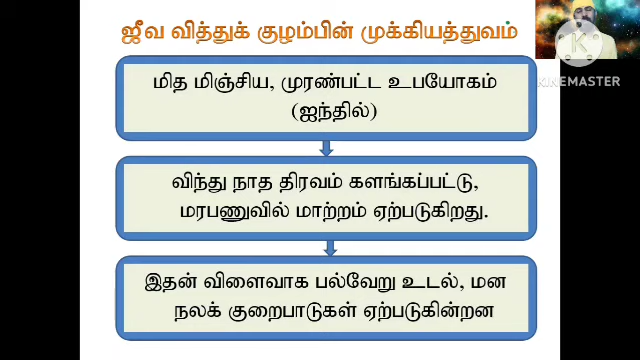 ஜீவ வித்துக் குழம்பின் முக்கியத்துவம்
மித மிஞ்சிய, முரண்பட்ட உபயோகம்
(ஐந்தில்)
விந்து நாத திரவம் களங்கப்பட்டு,
மரபணுவில் மாற்றம் ஏற்படுகிறது.
இதன் விளைவாக பல்வேறு உடல், மன
நலக் குறைபாடுகள் ஏற்படுகின்றன
K
KINEMASTER